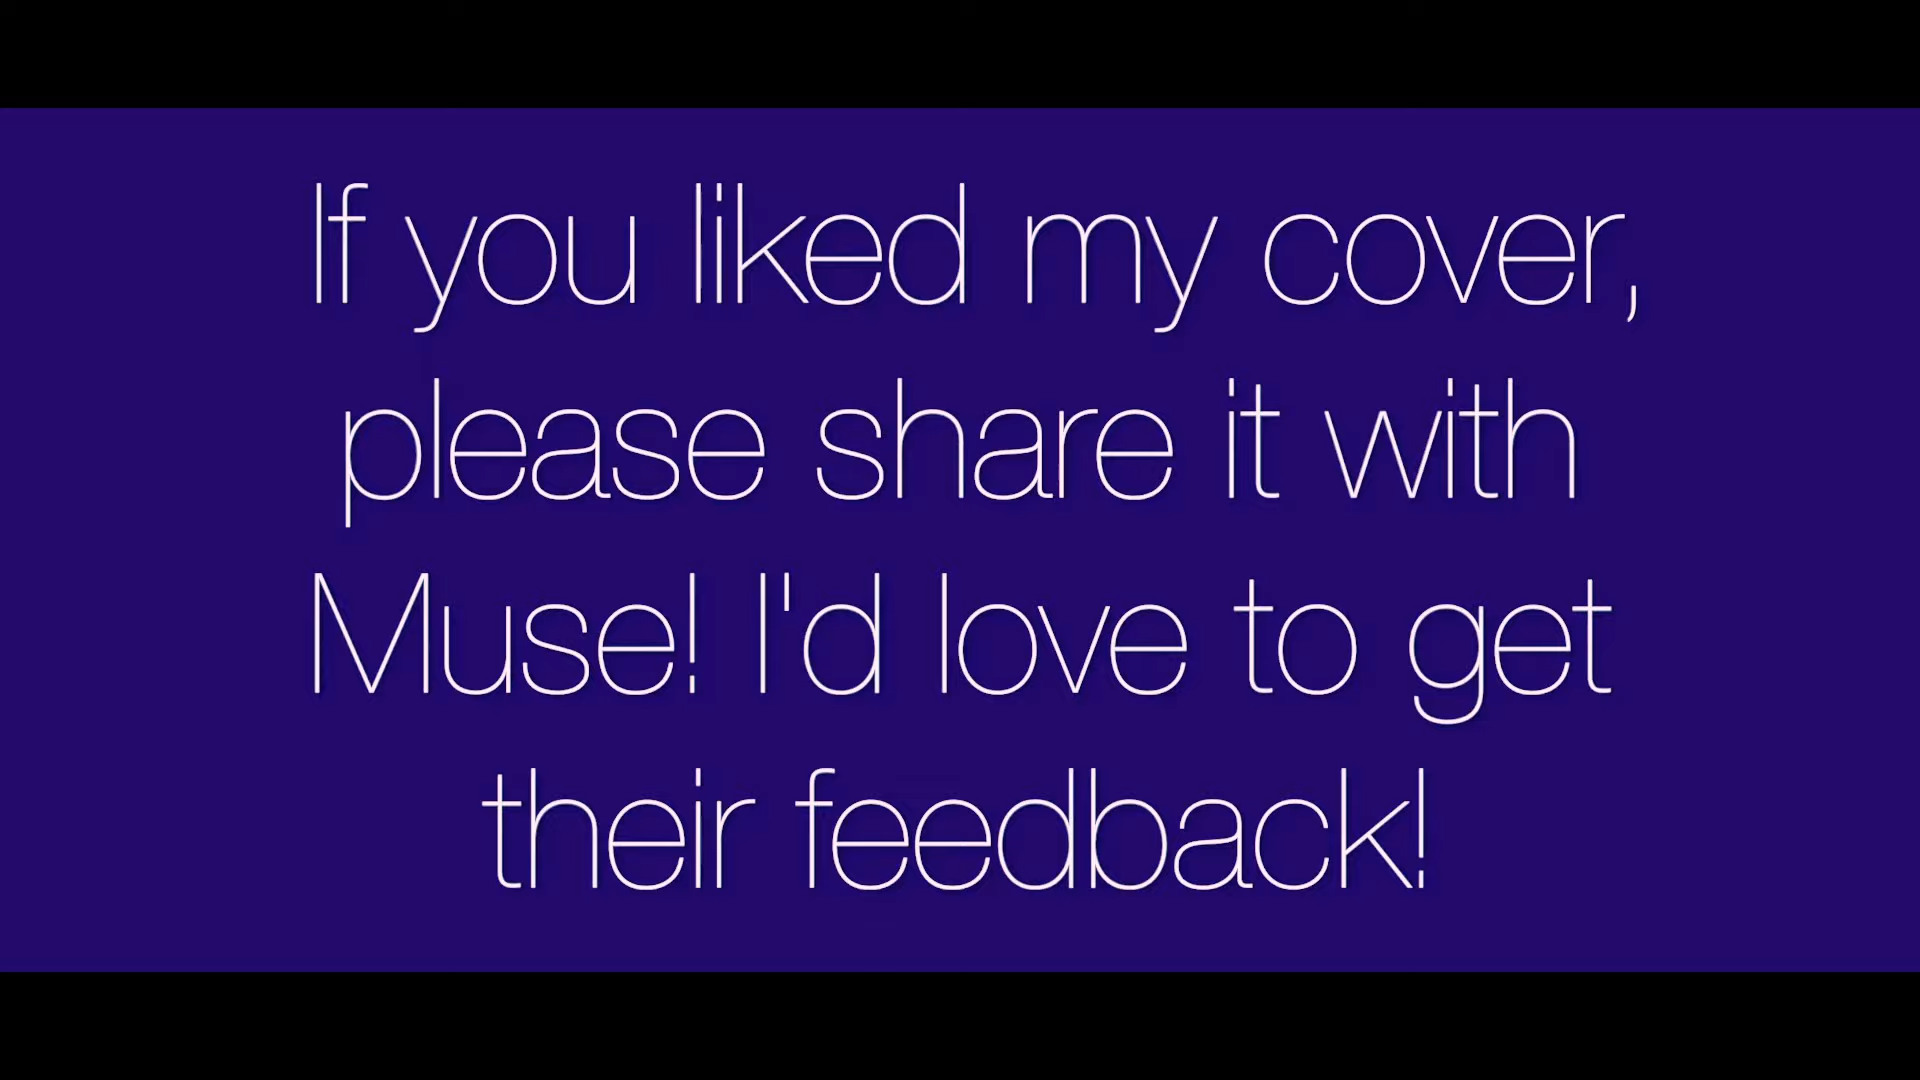 If you liked my cover,
please share it with
Muse! I'd love to get
their feedback!